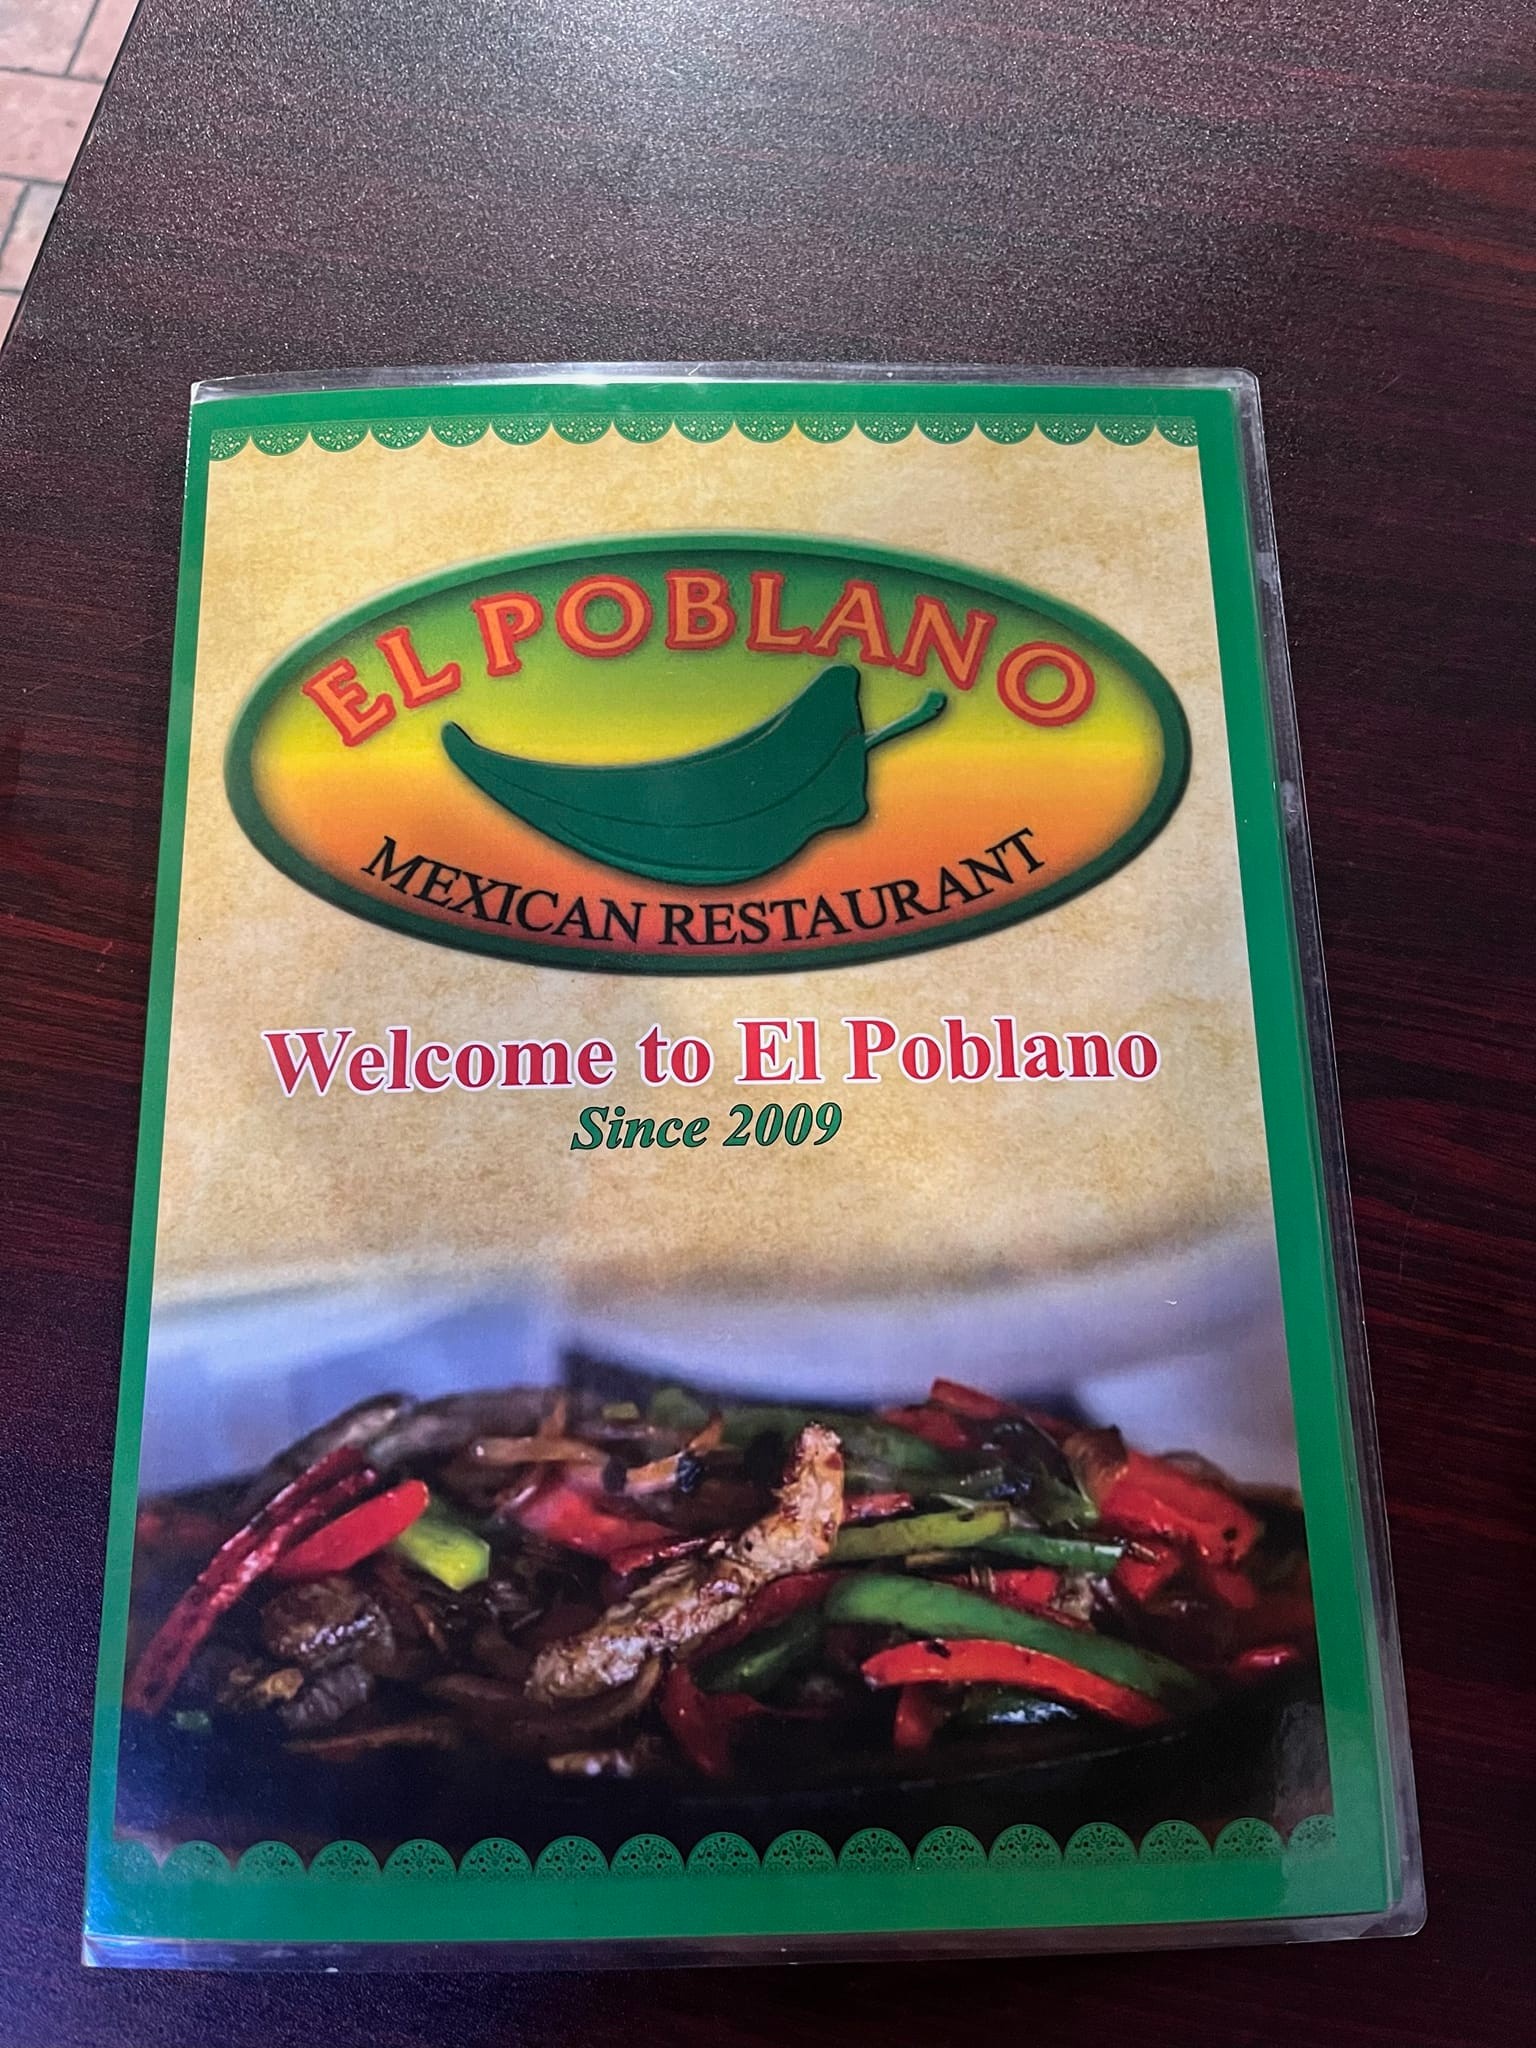 EL POBLANO
MEXICAN RESTAURANT
Welcome to El Poblano
Since 2009